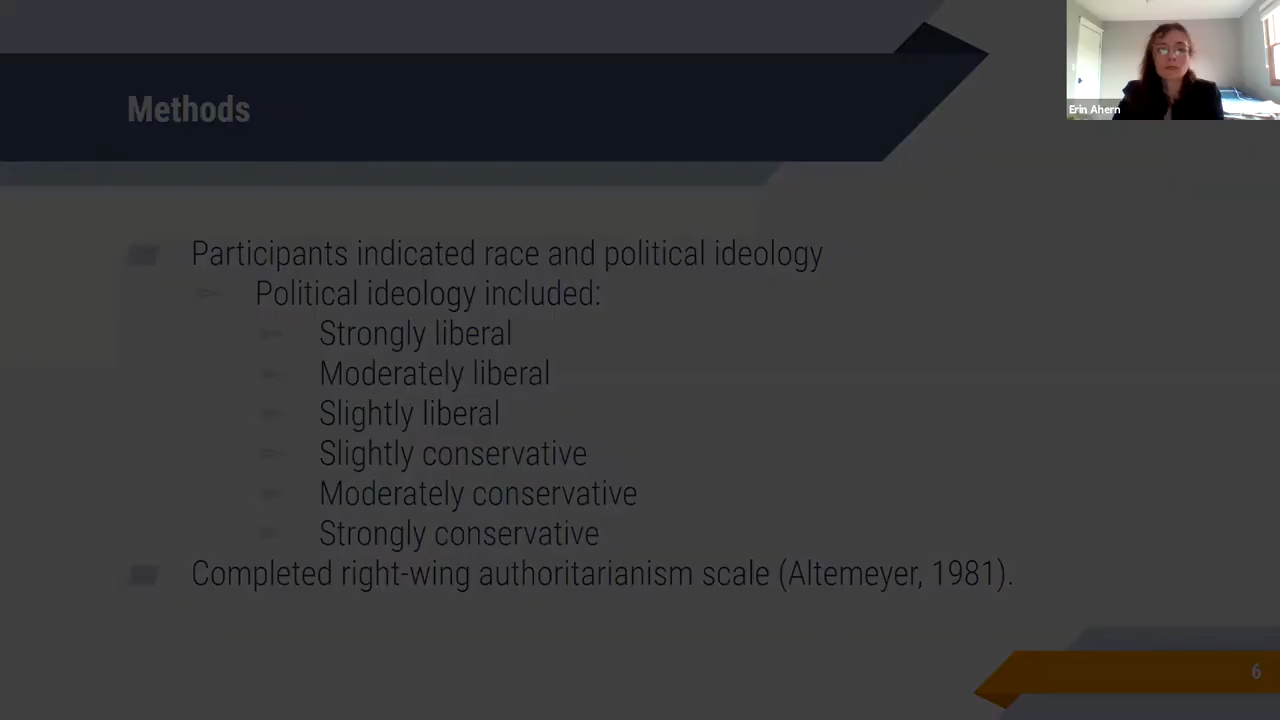 Methods
Erin Ahern
Participants indicated race and political ideology
Political ideology included:
Strongly liberal
Moderately liberal
Slightly liberal
Slightly conservative
Moderately conservative
Strongly conservative
Completed right-wing authoritarianism scale (Altemeyer, 1981).
6